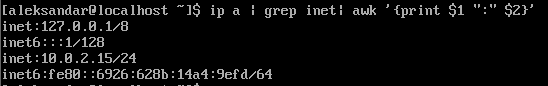 [aleksandar@localhost ~]$ ip a | grep inet| awk '{print $1 ":" $2}'
inet:127.0.0.1/8
inet6:::1/128
inet:10.0.2.15/24
inet6:fe80::6926:628b:14a4:9efd/64